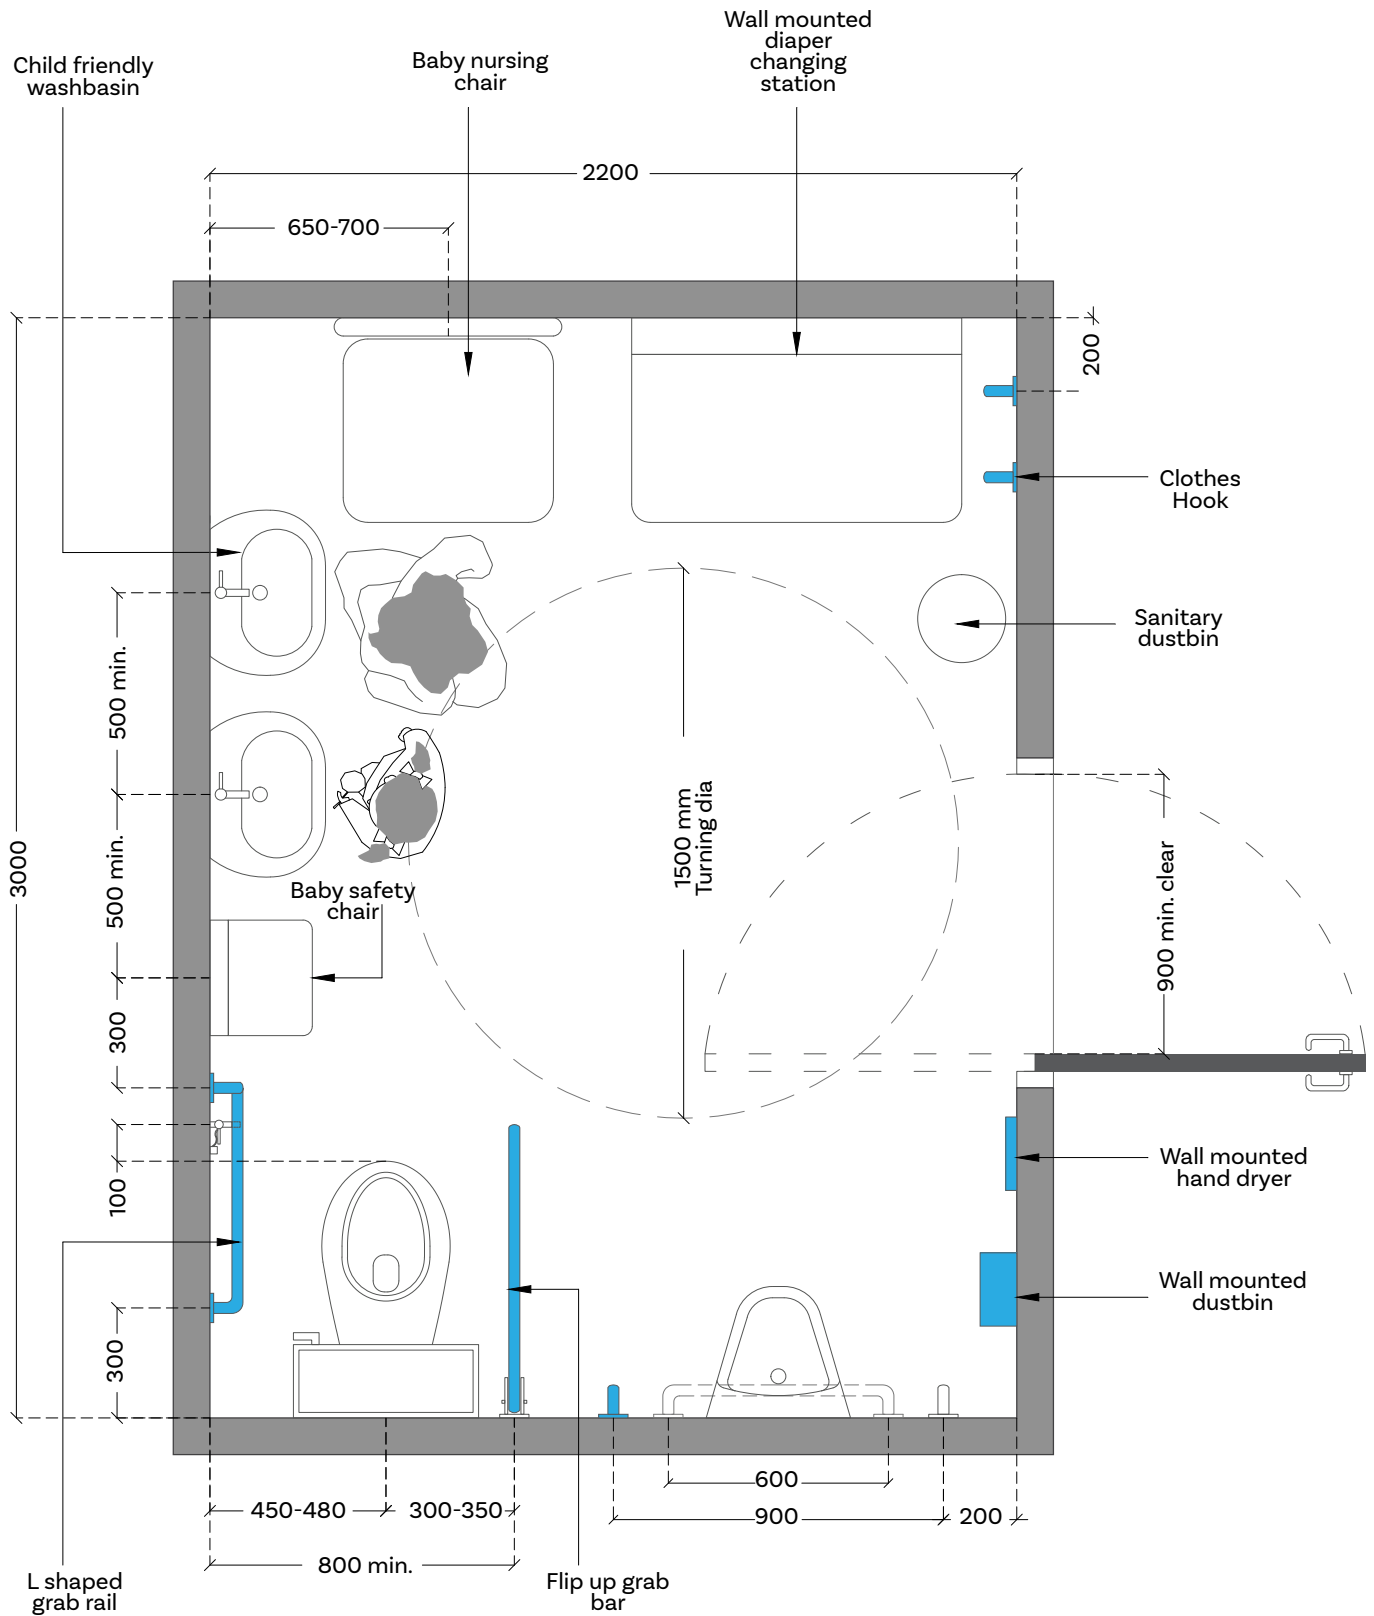 Wall mounted
diaper
changing
station
Baby nursing
chair
Child friendly
washbasin
2200
650-700
200
Clothes
Hook
Sanitary
dustbin
500 min.
1500 mm
Turning dia
3000
500 min.
900 min. clear
Baby safety
chair
300
100
Wall mounted
hand dryer
Wall mounted
dustbin
300
600
450-480
300-350
900
200
800 min.
L shaped
grab rail
Flip up grab
bar